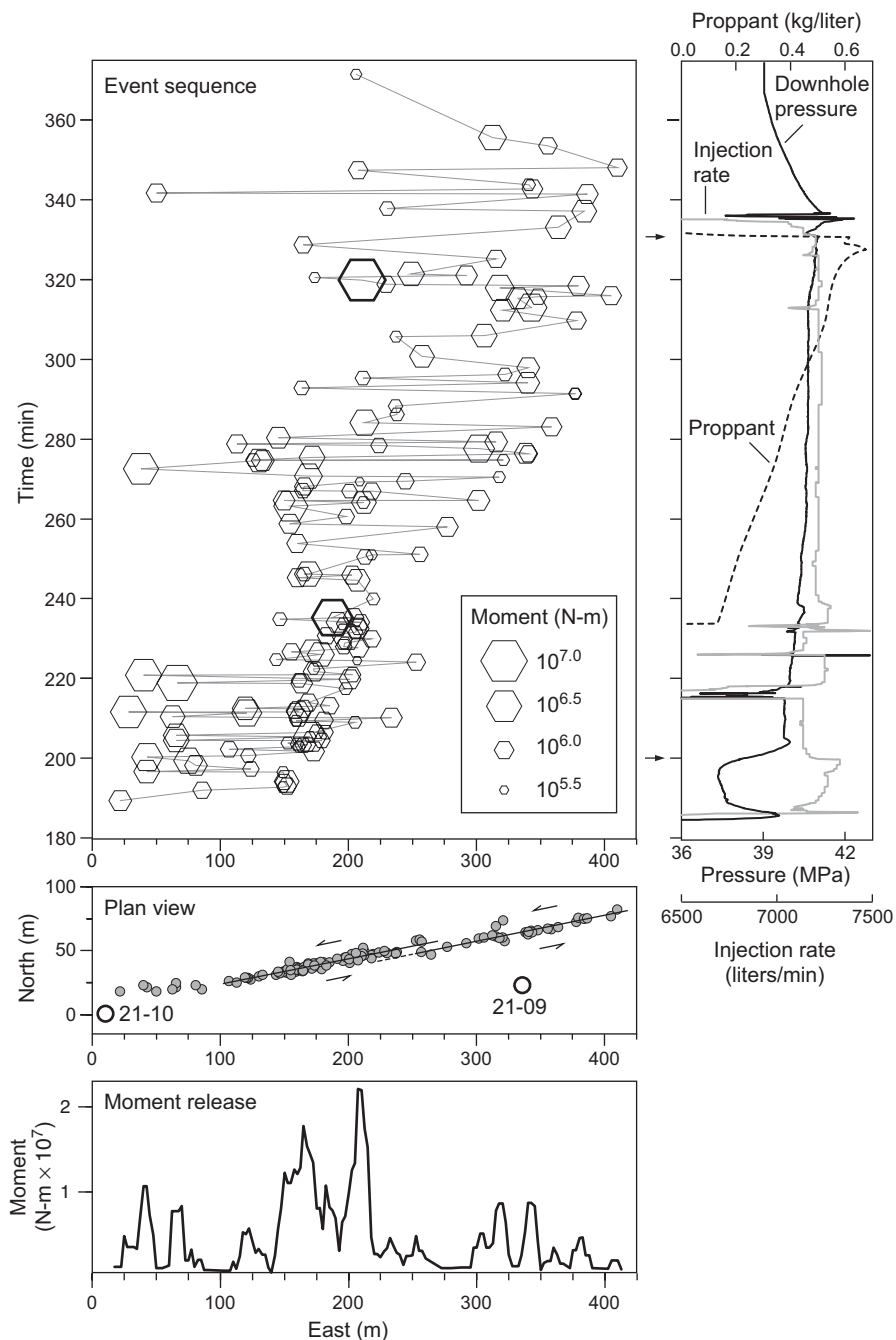 Proppant (kg/liter)
0.0 0.2 0.4 0.6
Event sequence
Downhole
pressure
Injection
rate
Proppant
Time (min)
360
340
320
300
280
260
240
220
200
180
Moment (N-m)
10^7.0
10^6.5
10^6.0
10^5.5
0 100 200 300 400
36 39 42
Pressure (MPa)
6500 7000 7500
Injection rate
(liters/min)
Plan view
North (m)
100
50
0
21-10
21-09
0 100 200 300 400
Moment release
Moment
(N-m × 10^7)
2
1
0 100 200 300 400
East (m)